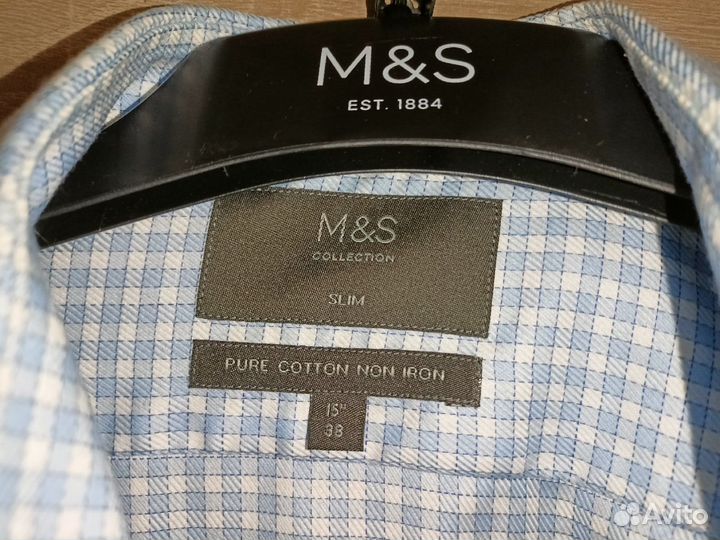 M&S
EST. 1884
M&S
COLLECTION
SLIM
PURE COTTON NON IRON
15"
38
Avito